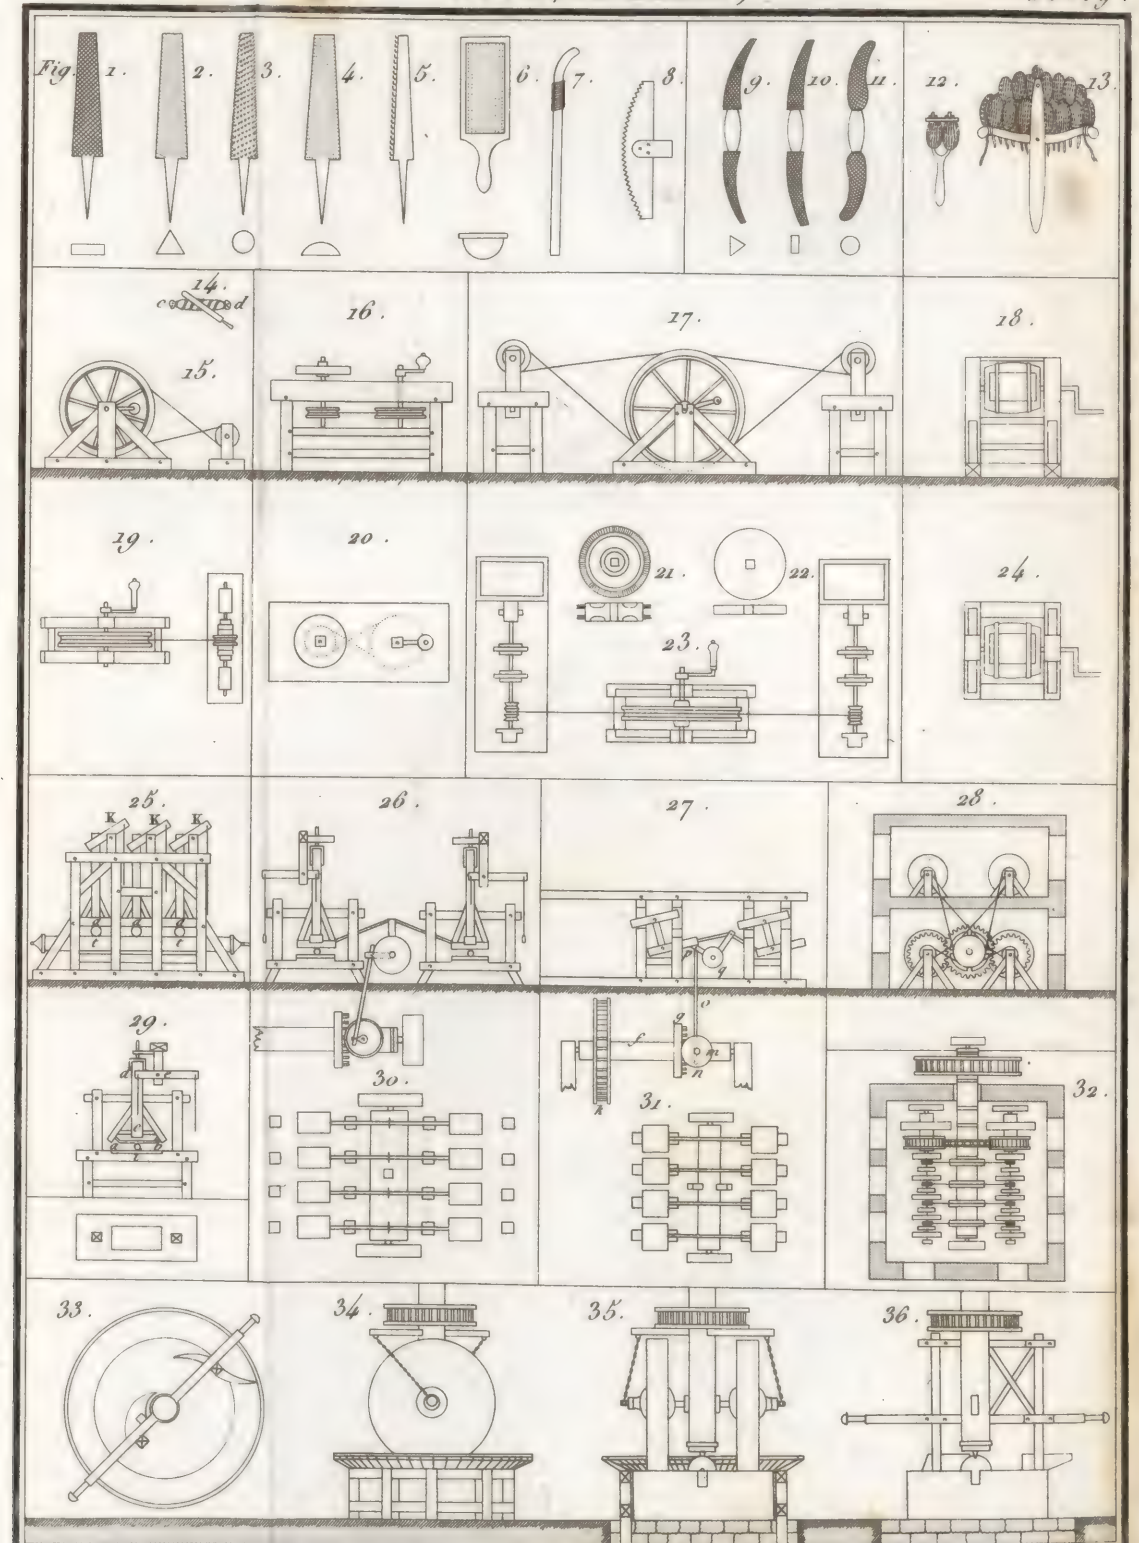 Fig. 1. 2. 3. 4. 5. 6. 7. 8. 9. 10. 11. 12. 13.
14.
c d
15. 16. 17. 18.
19. 20. 21. 22. 23. 24.
25. 26. 27. 28.
K K K
p q
o
29.
d e
c
a b
i
f g
m
n
h
30. 31. 32.
33. 34. 35. 36.